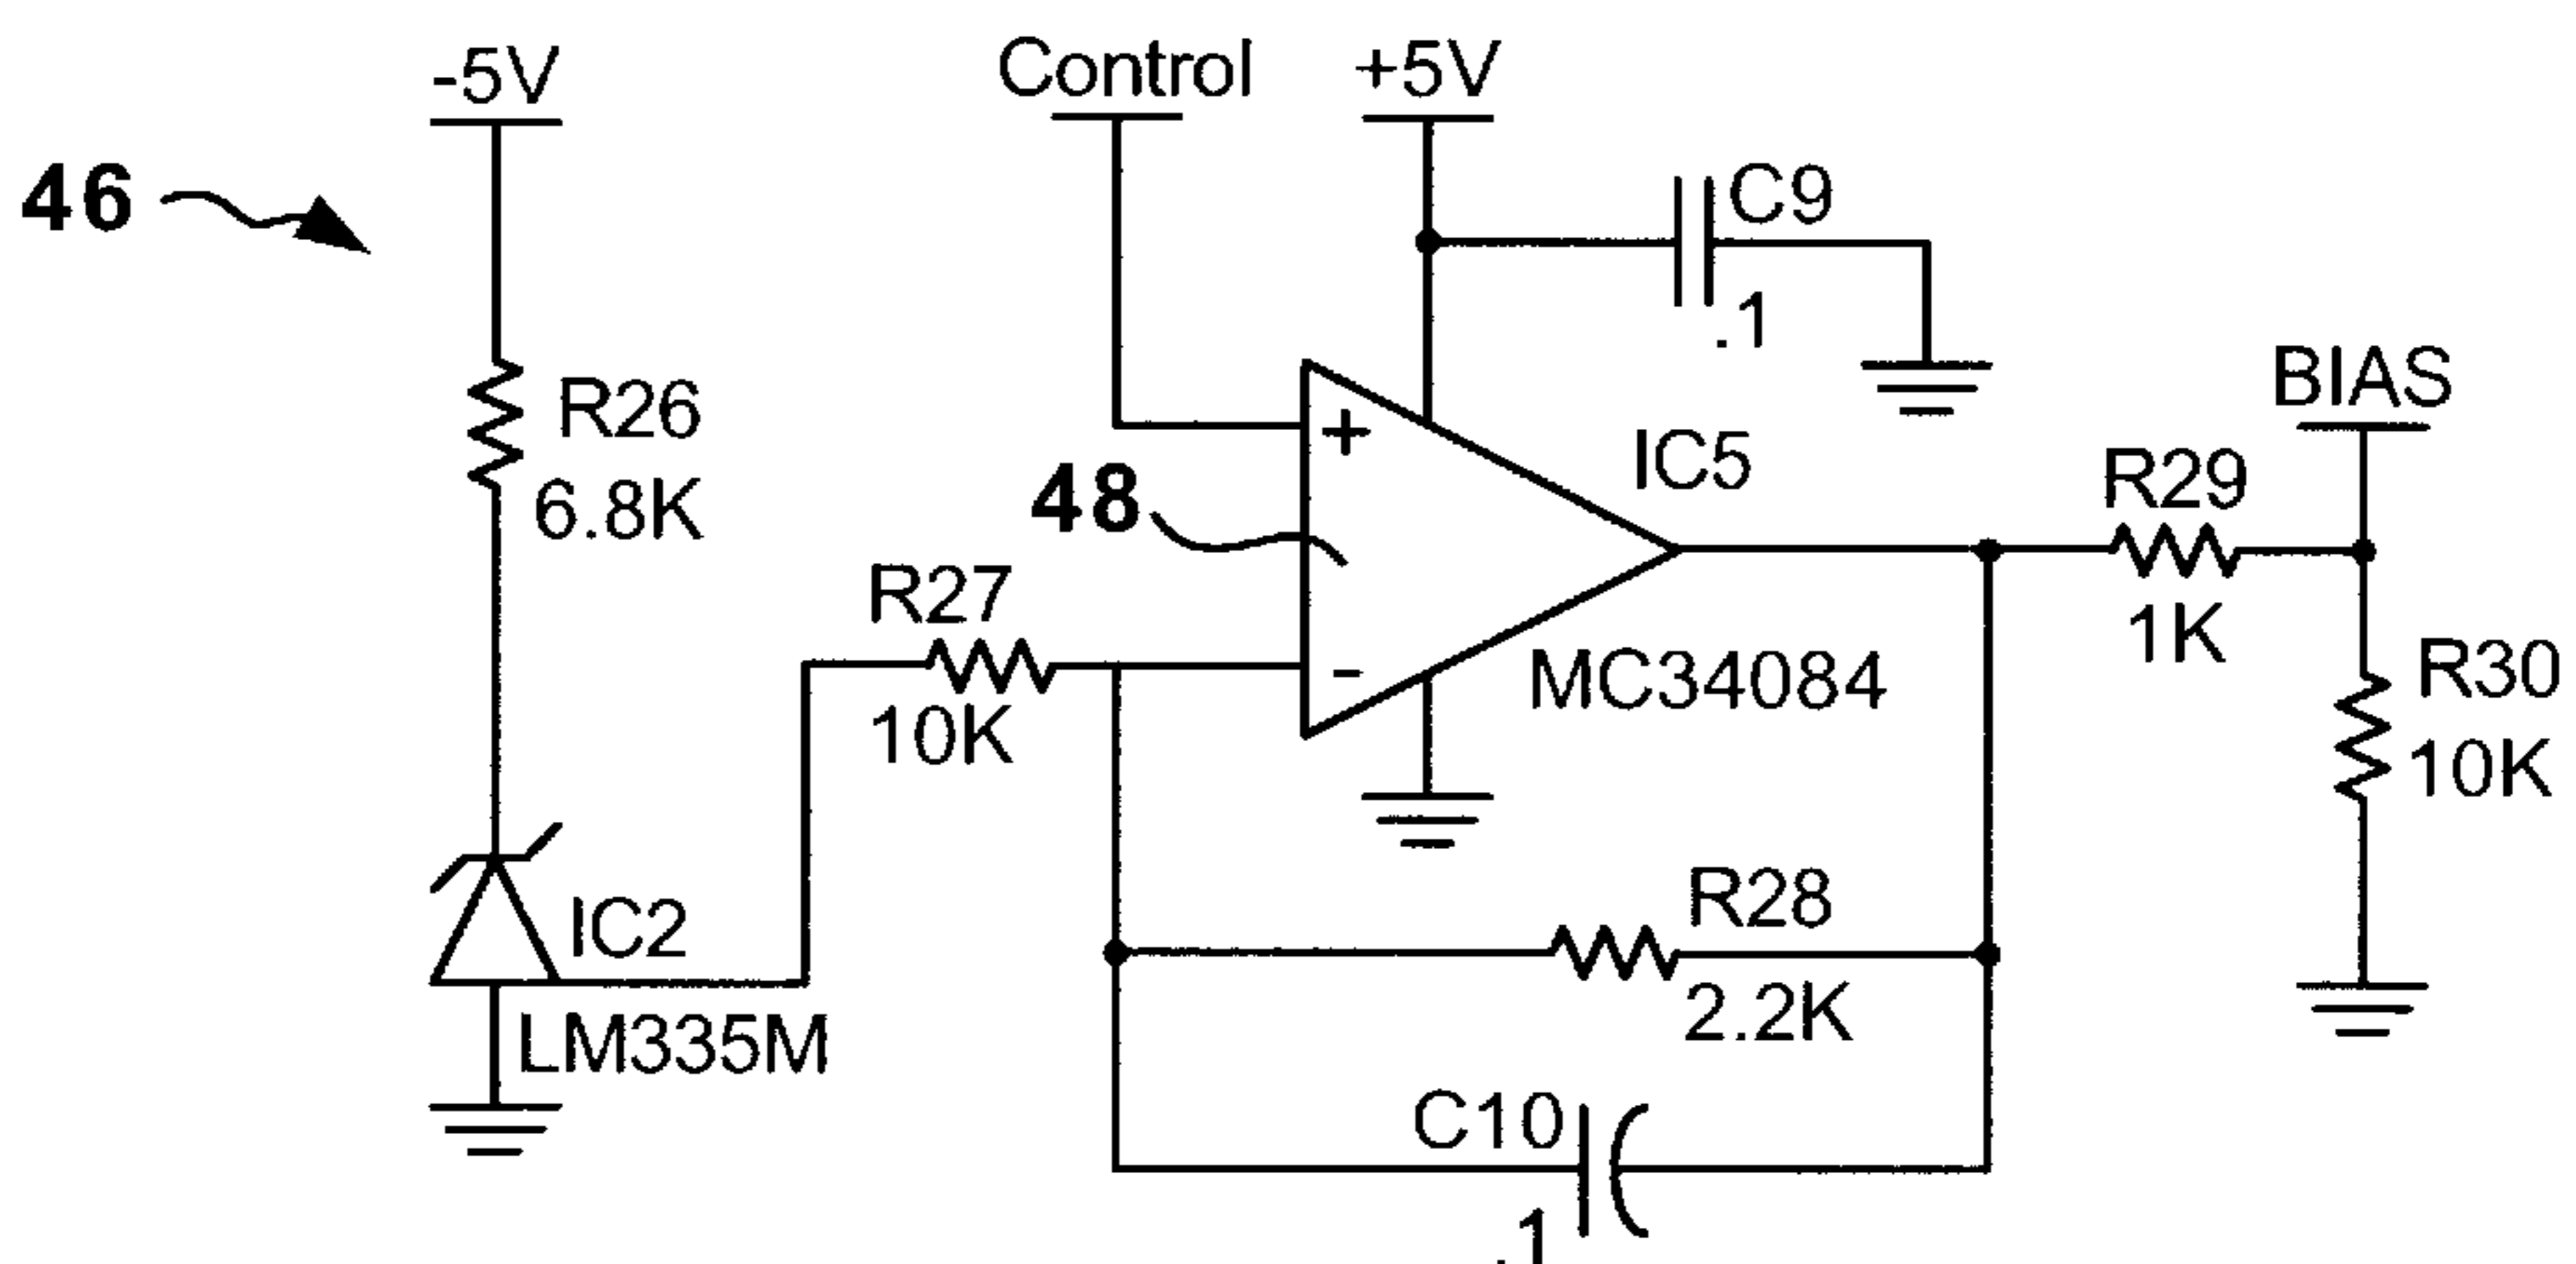 -5V
Control
+5V
46
C9
.1
R26
6.8K
BIAS
IC5
R29
1K
48
R27
10K
+
-
MC34084
R30
10K
IC2
LM335M
R28
2.2K
C10
.1